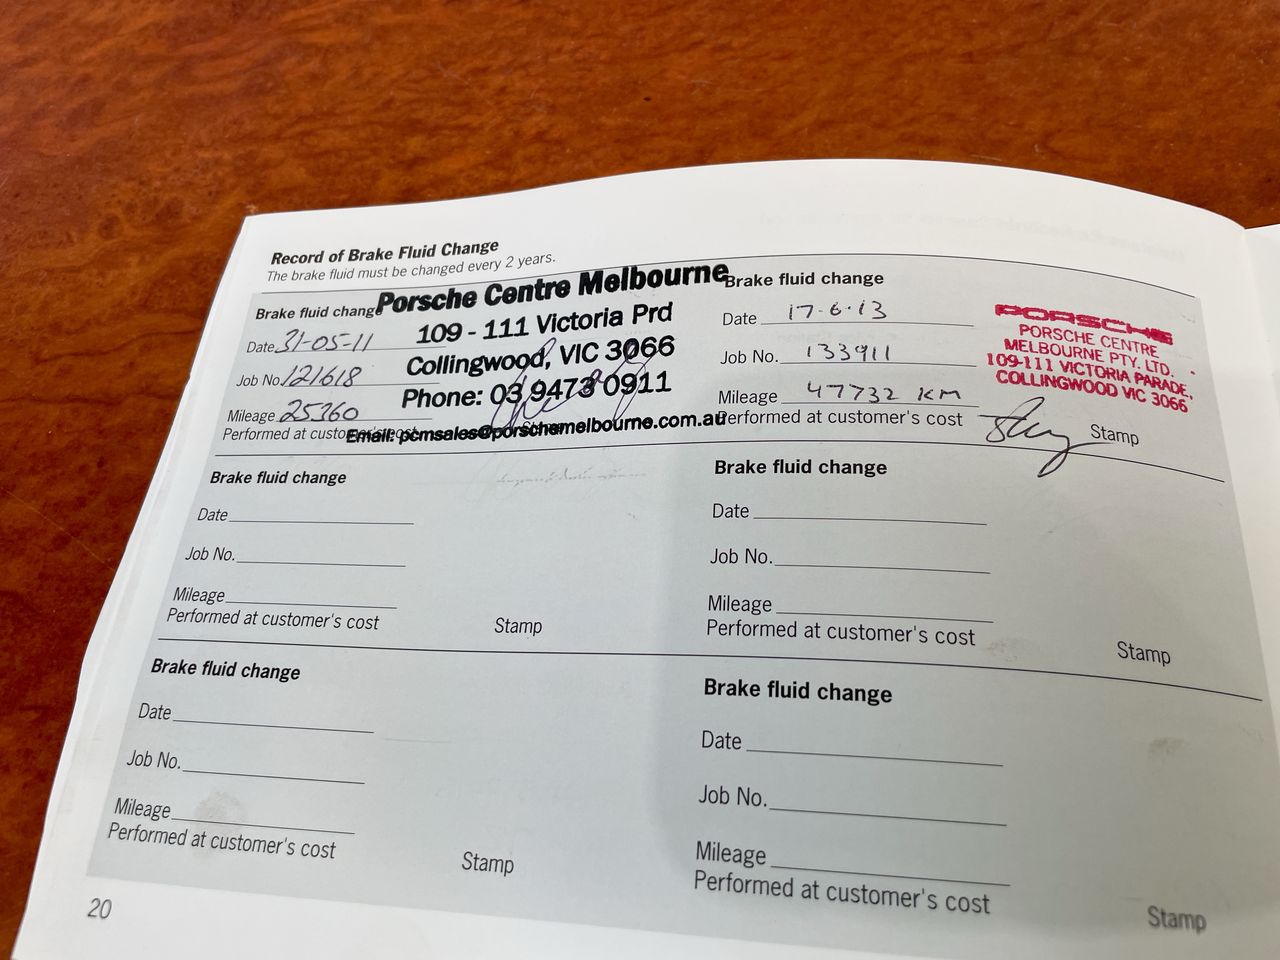 Record of Brake Fluid Change
The brake fluid must be changed every 2 years.
Brake fluid change
Date 31-05-11
Job No. 121618
Mileage 25360
Performed at customer's cost
Porsche Centre Melbourne
109 - 111 Victoria Prd
Collingwood, VIC 3066
Phone: 03 9473 0911
Email: pcmsales@porschemelbourne.com.au
Brake fluid change
Date 17-6-13
Job No. 133911
Mileage 47732 KM
Performed at customer's cost
Stamp
PORSCHE
PORSCHE CENTRE
MELBOURNE PTY. LTD.
109-111 VICTORIA PARADE,
COLLINGWOOD VIC 3066
Brake fluid change
Date
Job No.
Mileage
Performed at customer's cost
Stamp
Brake fluid change
Date
Job No.
Mileage
Performed at customer's cost
Stamp
Brake fluid change
Date
Job No.
Mileage
Performed at customer's cost
Stamp
Brake fluid change
Date
Job No.
Mileage
Performed at customer's cost
Stamp
20